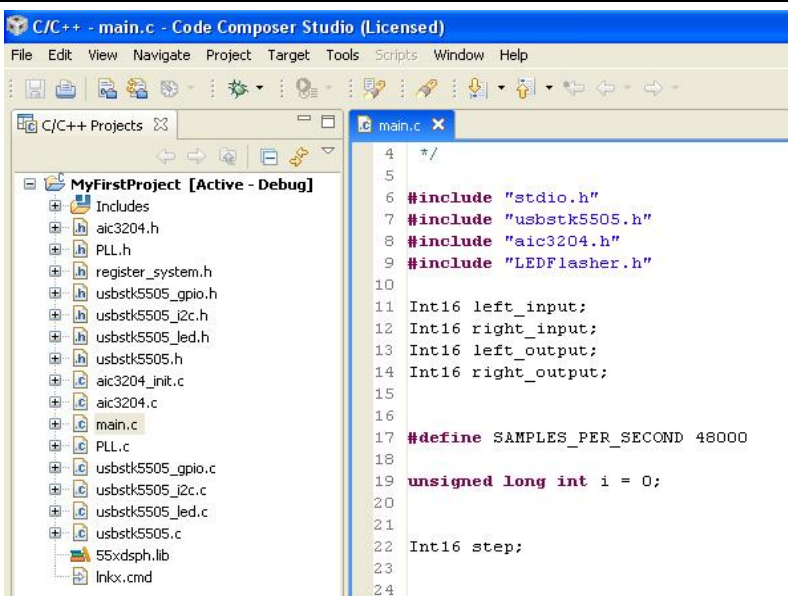 C/C++ - main.c - Code Composer Studio (Licensed)
File Edit View Navigate Project Target Tools Scripts Window Help
C/C++ Projects
MyFirstProject [Active - Debug]
Includes
aic3204.h
PLL.h
register_system.h
usbstk5505_gpio.h
usbstk5505_i2c.h
usbstk5505_led.h
usbstk5505.h
aic3204_init.c
aic3204.c
main.c
PLL.c
usbstk5505_gpio.c
usbstk5505_i2c.c
usbstk5505_led.c
usbstk5505.c
55xdsph.lib
lnkx.cmd
main.c
4 */
5
6 #include "stdio.h"
7 #include "usbstk5505.h"
8 #include "aic3204.h"
9 #include "LEDFlasher.h"
10
11 Int16 left_input;
12 Int16 right_input;
13 Int16 left_output;
14 Int16 right_output;
15
16
17 #define SAMPLES_PER_SECOND 48000
18
19 unsigned long int i = 0;
20
21
22 Int16 step;
23
24